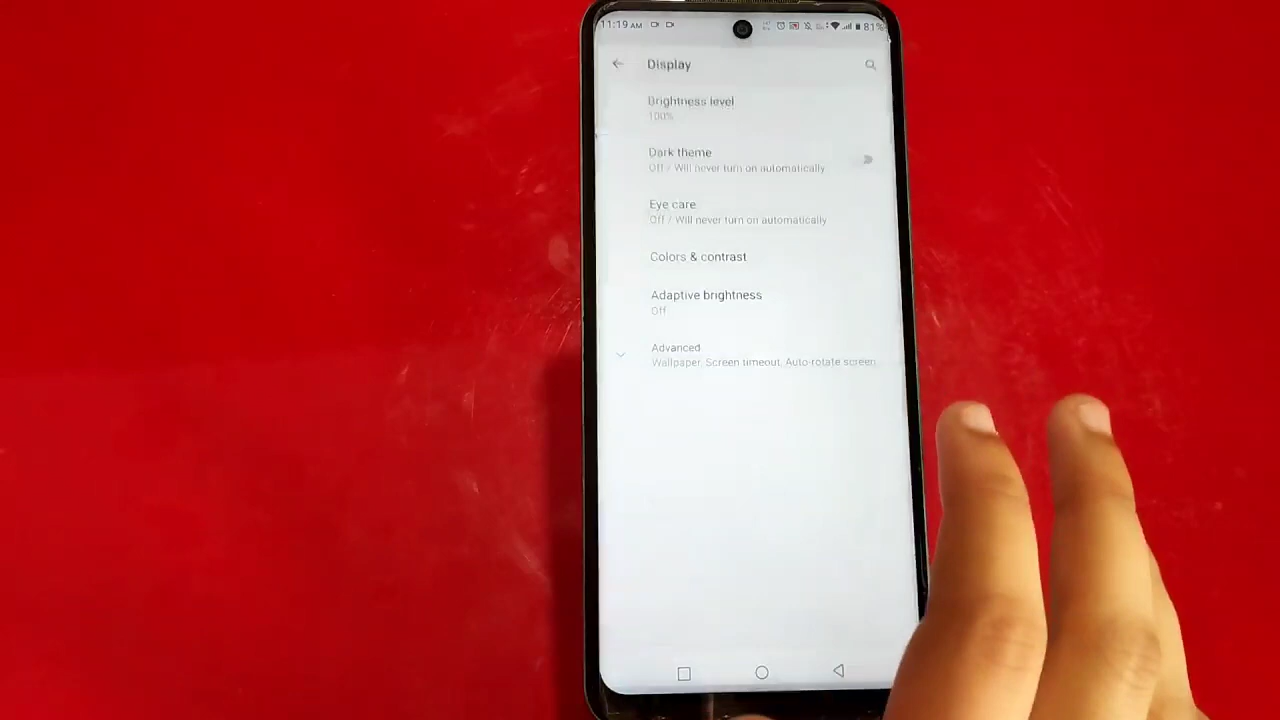 11:19 AM
81%
Display
Brightness level
100%
Dark theme
Off / Will never turn on automatically
Eye care
Off / Will never turn on automatically
Colors & contrast
Adaptive brightness
Off
Advanced
Wallpaper, Screen timeout, Auto-rotate screen